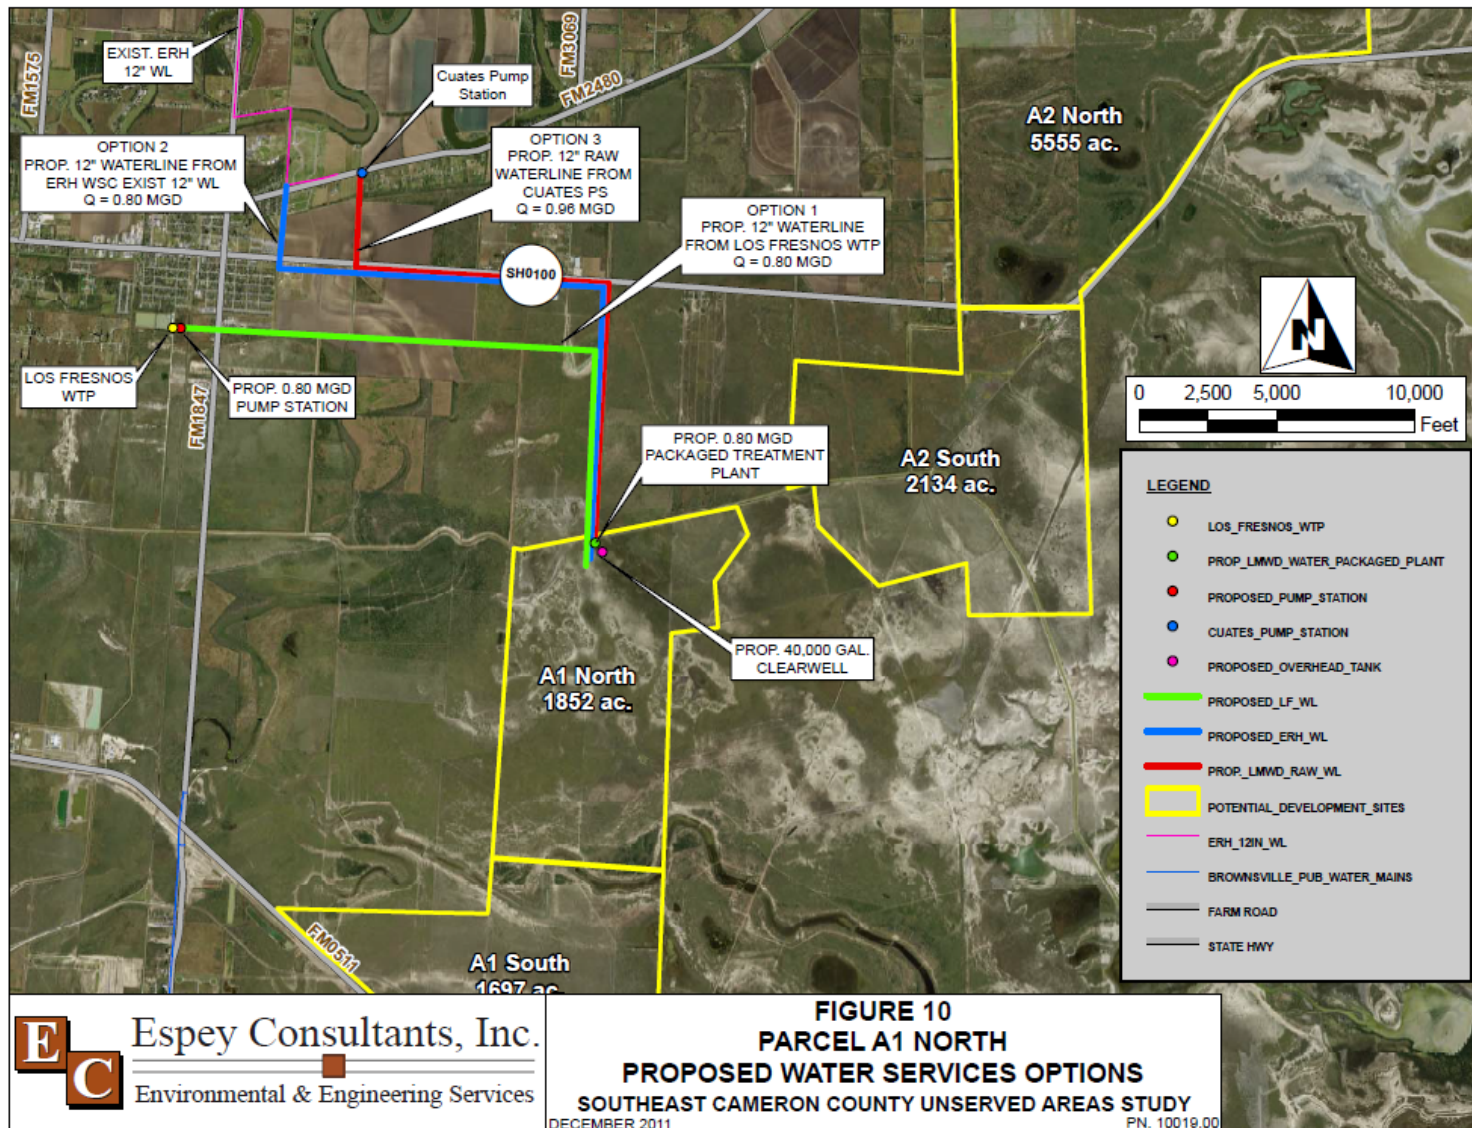 EXIST. ERH
12" WL
FM1575
FM3069
FM2480
Cuates Pump
Station
A2 North
5555 ac.
OPTION 2
PROP. 12" WATERLINE FROM
ERH WSC EXIST 12" WL
Q = 0.80 MGD
OPTION 3
PROP. 12" RAW
WATERLINE FROM
CUATES PS
Q = 0.96 MGD
OPTION 1
PROP. 12" WATERLINE
FROM LOS FRESNOS WTP
Q = 0.80 MGD
SH0100
N
LOS FRESNOS
WTP
PROP. 0.80 MGD
PUMP STATION
FM1847
0 2,500 5,000 10,000
Feet
PROP. 0.80 MGD
PACKAGED TREATMENT
PLANT
A2 South
2134 ac.
PROP. 40,000 GAL.
CLEARWELL
A1 North
1852 ac.
LEGEND
LOS_FRESNOS_WTP
PROP_LMWD_WATER_PACKAGED_PLANT
PROPOSED_PUMP_STATION
CUATES_PUMP_STATION
PROPOSED_OVERHEAD_TANK
PROPOSED_LF_WL
PROPOSED_ERH_WL
PROP._LMWD_RAW_WL
POTENTIAL_DEVELOPMENT_SITES
ERH_12IN_WL
BROWNSVILLE_PUB_WATER_MAINS
FARM ROAD
STATE HWY
FM0511
A1 South
1697 ac.
EC
Espey Consultants, Inc.
Environmental & Engineering Services
FIGURE 10
PARCEL A1 NORTH
PROPOSED WATER SERVICES OPTIONS
SOUTHEAST CAMERON COUNTY UNSERVED AREAS STUDY
DECEMBER 2011
PN. 10019.00